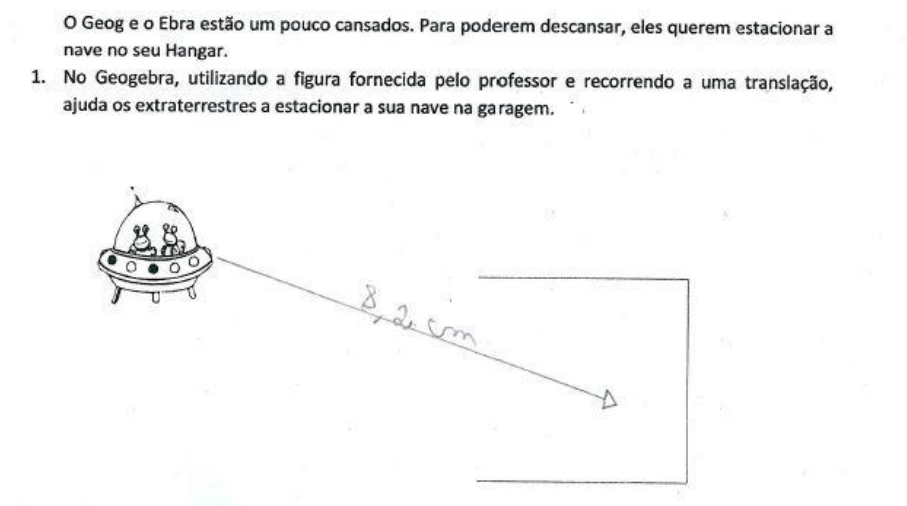 O Geog e o Ebra estão um pouco cansados. Para poderem descansar, eles querem estacionar a
nave no seu Hangar.
1. No Geogebra, utilizando a figura fornecida pelo professor e recorrendo a uma translação,
ajuda os extraterrestres a estacionar a sua nave na garagem.
8,2 cm